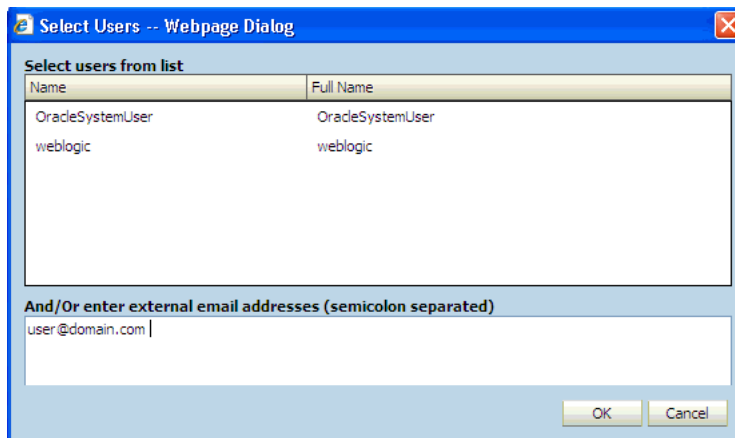 Select Users -- Webpage Dialog
Select users from list
Name Full Name
OracleSystemUser OracleSystemUser
weblogic weblogic
And/Or enter external email addresses (semicolon separated)
user@domain.com
OK Cancel